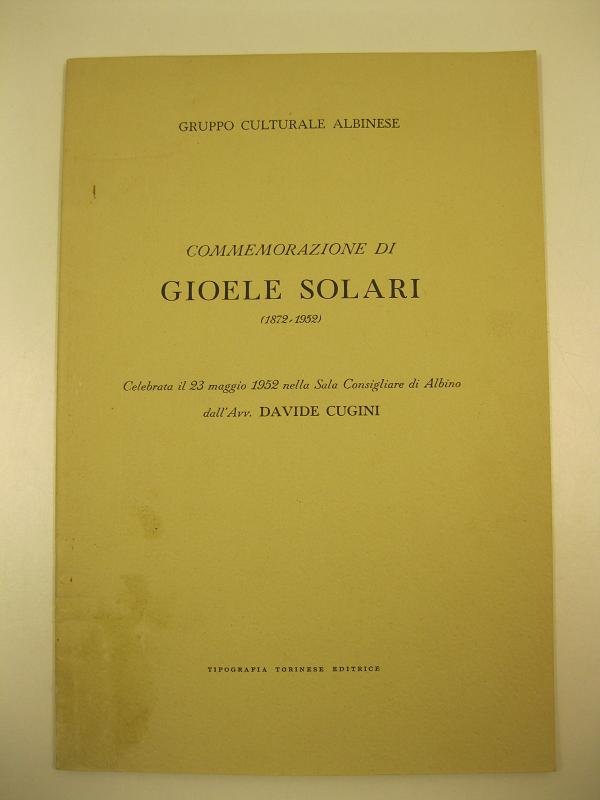 GRUPPO CULTURALE ALBINESE
COMMEMORAZIONE DI
GIOELE SOLARI
(1872-1952)
Celebrata il 23 maggio 1952 nella Sala Consigliare di Albino
dall'Avv. DAVIDE CUGINI
TIPOGRAFIA TORINESE EDITRICE